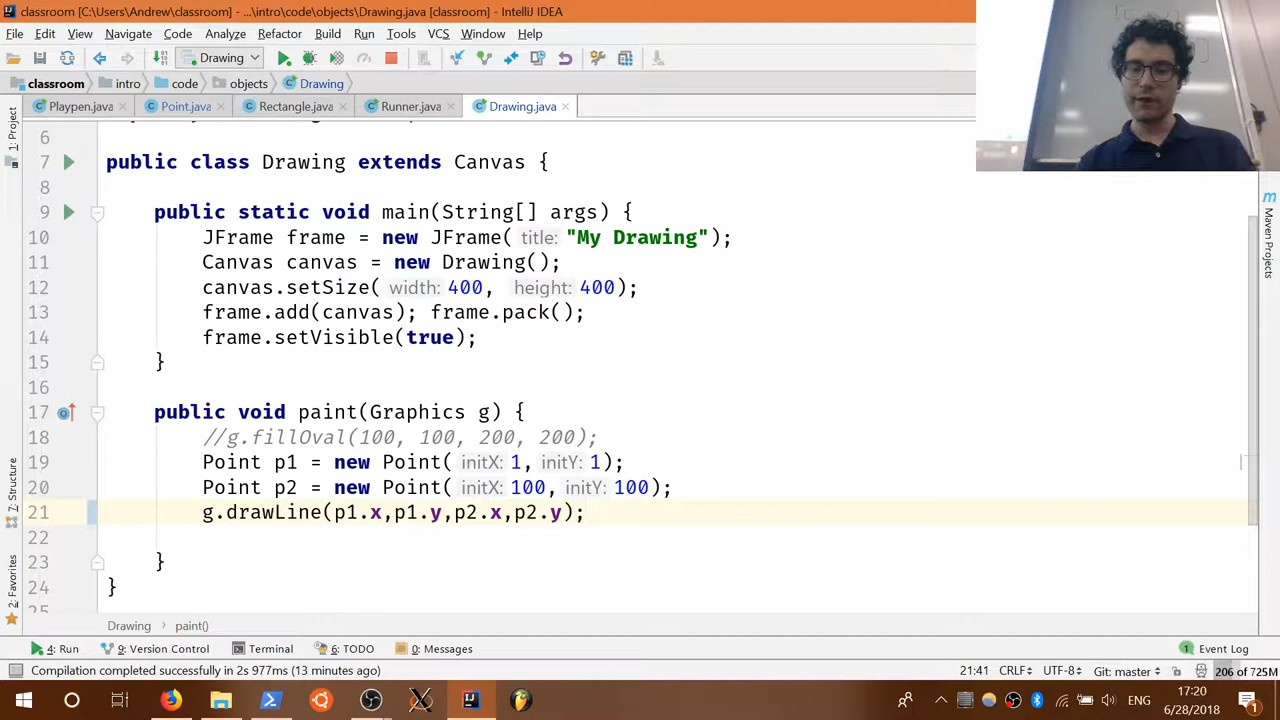 classroom [C:\Users\Andrew\classroom] - ...\intro\code\objects\Drawing.java [classroom] - IntelliJ IDEA
File Edit View Navigate Code Analyze Refactor Build Run Tools VCS Window Help
Drawing
classroom intro code objects Drawing
Playpen.java Point.java Rectangle.java Runner.java Drawing.java
1: Project
Maven Projects
7: Structure
2: Favorites
6
7 public class Drawing extends Canvas {
8
9 public static void main(String[] args) {
10 JFrame frame = new JFrame( title: "My Drawing");
11 Canvas canvas = new Drawing();
12 canvas.setSize( width: 400, height: 400);
13 frame.add(canvas); frame.pack();
14 frame.setVisible(true);
15 }
16
17 public void paint(Graphics g) {
18 //g.fillOval(100, 100, 200, 200);
19 Point p1 = new Point( initX: 1, initY: 1);
20 Point p2 = new Point( initX: 100, initY: 100);
21 g.drawLine(p1.x,p1.y,p2.x,p2.y);
22
23 }
24 }
25
Drawing paint()
4: Run 9: Version Control Terminal 6: TODO 0: Messages 1 Event Log
Compilation completed successfully in 2s 977ms (13 minutes ago) 21:41 CRLF UTF-8 Git: master 206 of 725M
ENG 17:20
6/28/2018 1